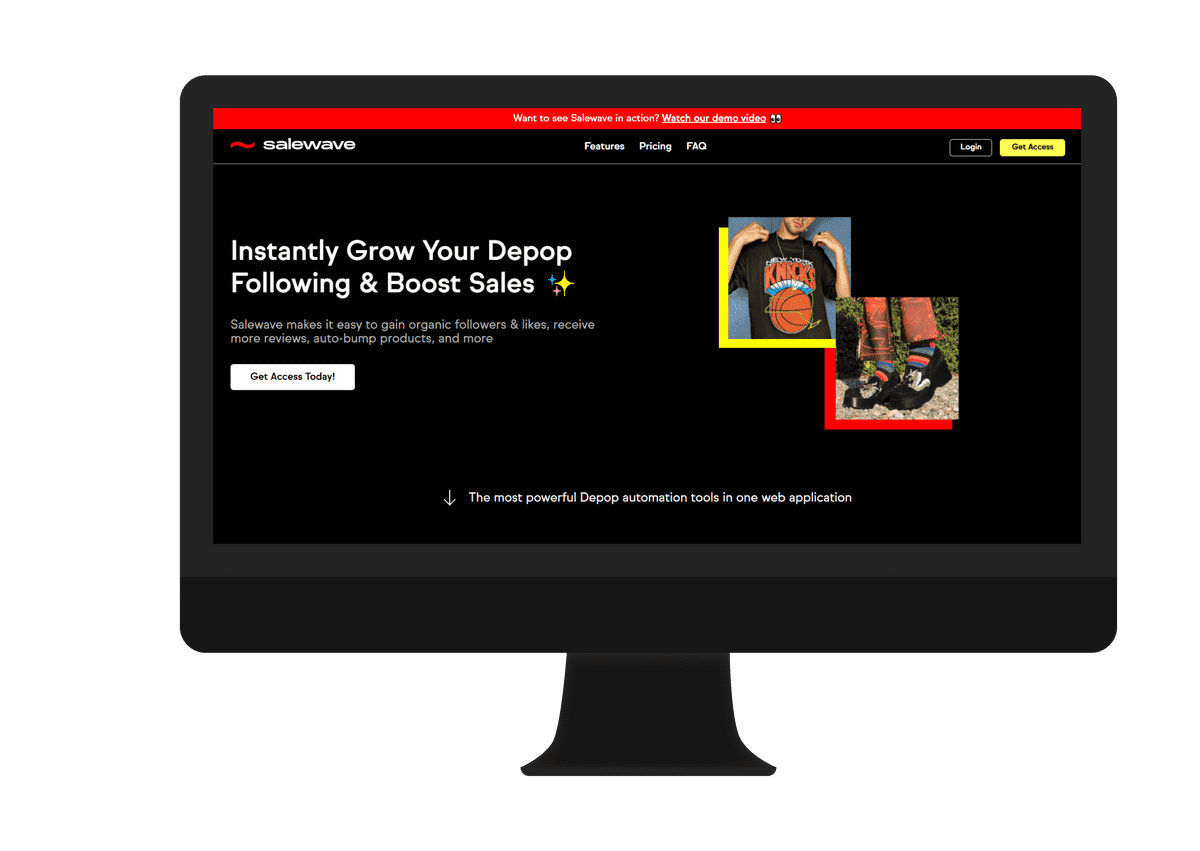 Want to see Salewave in action? Watch our demo video 👀
salewave
Features Pricing FAQ
Login
Get Access
Instantly Grow Your Depop
Following & Boost Sales ✨
Salewave makes it easy to gain organic followers & likes, receive
more reviews, auto-bump products, and more
Get Access Today!
NEW YORK
KNICKS
↓ The most powerful Depop automation tools in one web application